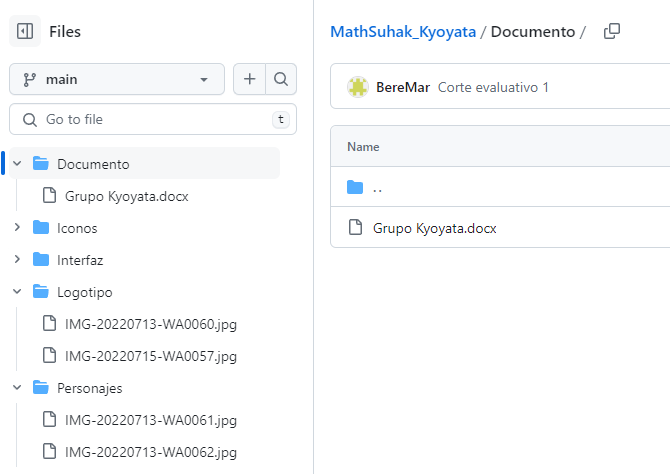 Files
main
Go to file
t
Documento
Grupo Kyoyata.docx
Iconos
Interfaz
Logotipo
IMG-20220713-WA0060.jpg
IMG-20220715-WA0057.jpg
Personajes
IMG-20220713-WA0061.jpg
IMG-20220713-WA0062.jpg
MathSuhak_Kyoyata / Documento /
BereMar Corte evaluativo 1
Name
..
Grupo Kyoyata.docx